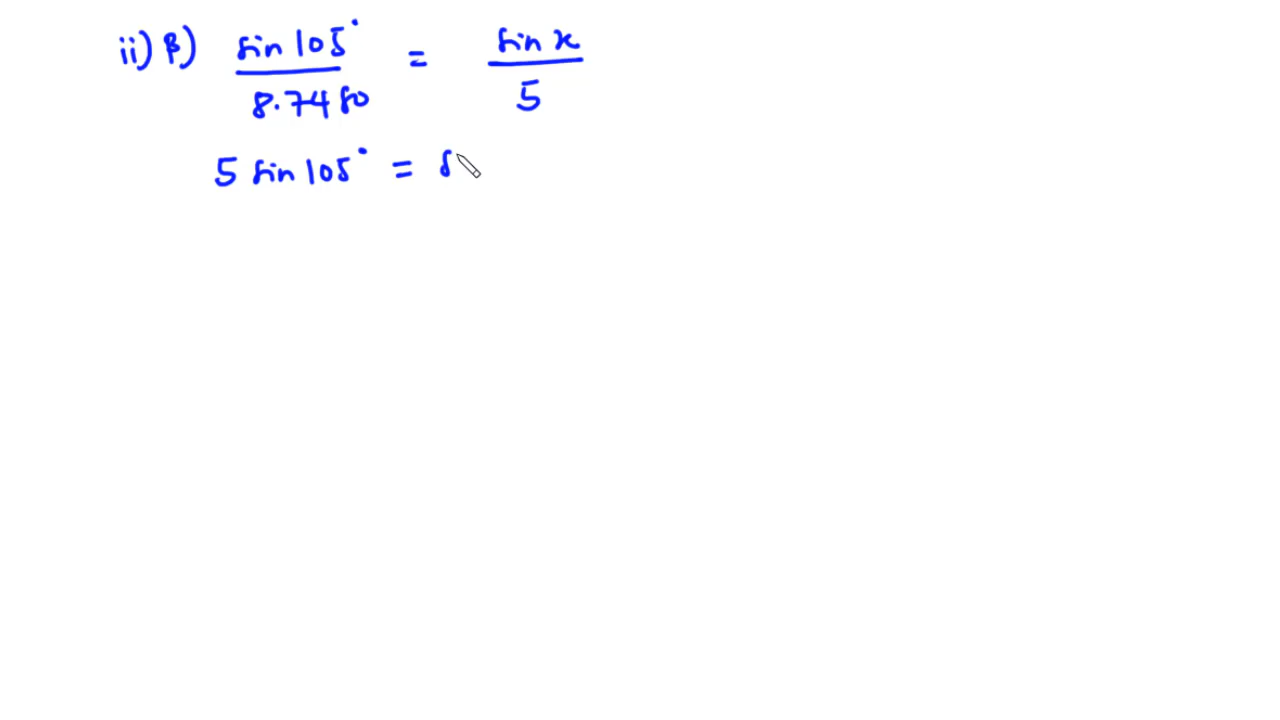 ii) β) sin 105° / 8.7480 = sin x / 5
5 sin 105° = 8